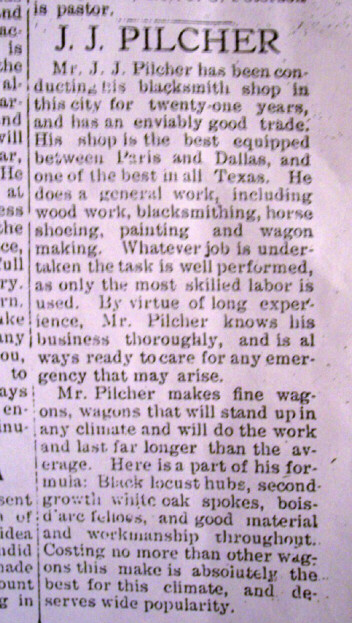 is pastor.
J. J. PILCHER
Mr. J. J. Pilcher has been con-
ducting his blacksmith shop in
this city for twenty-one years,
and has an enviably good trade.
His shop is the best equipped
between Paris and Dallas, and
one of the best in all Texas. He
does a general work, including
wood work, blacksmithing, horse
shoeing, painting and wagon
making. Whatever job is under-
taken the task is well performed,
as only the most skilled labor is
used. By virtue of long exper-
ience, Mr. Pilcher knows his
business thoroughly, and is al
ways ready to care for any emer-
gency that may arise.
Mr. Pilcher makes fine wag-
ons, wagons that will stand up in
any climate and will do the work
and last far longer than the av-
erage. Here is a part of his for-
mula: Black locust hubs, second-
growth white oak spokes, bois-
d'arc felloes, and good material
and workmanship throughout.
Costing no more than other wag-
ons this make is absolutely the
best for this climate, and de-
serves wide popularity.